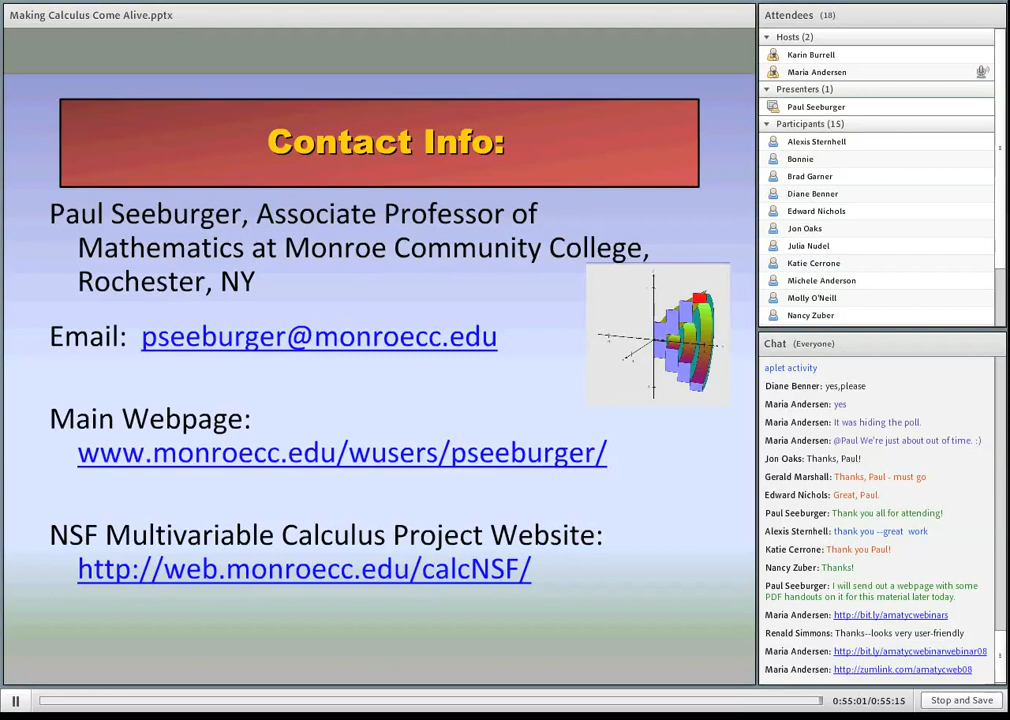 Making Calculus Come Alive.pptx
Contact Info:
Paul Seeburger, Associate Professor of
Mathematics at Monroe Community College,
Rochester, NY
Email: pseeburger@monroecc.edu
Main Webpage:
www.monroecc.edu/wusers/pseeburger/
NSF Multivariable Calculus Project Website:
http://web.monroecc.edu/calcNSF/
Attendees (18)
Hosts (2)
Karin Burrell
Maria Andersen
Presenters (1)
Paul Seeburger
Participants (15)
Alexis Sternhell
Bonnie
Brad Garner
Diane Benner
Edward Nichols
Jon Oaks
Julia Nudel
Katie Cerrone
Michele Anderson
Molly O'Neill
Nancy Zuber
Chat (Everyone)
aplet activity
Diane Benner: yes,please
Maria Andersen: yes
Maria Andersen: It was hiding the poll.
Maria Andersen: @Paul We're just about out of time. :)
Jon Oaks: Thanks, Paul!
Gerald Marshall: Thanks, Paul - must go
Edward Nichols: Great, Paul.
Paul Seeburger: Thank you all for attending!
Alexis Sternhell: thank you --great work
Katie Cerrone: Thank you Paul!
Nancy Zuber: Thanks!
Paul Seeburger: I will send out a webpage with some
PDF handouts on it for this material later today.
Maria Andersen: http://bit.ly/amatycwebinars
Renald Simmons: Thanks--looks very user-friendly
Maria Andersen: http://bit.ly/amatycwebinarwebinar08
Maria Andersen: http://zumlink.com/amatycweb08
0:55:01/0:55:15
Stop and Save